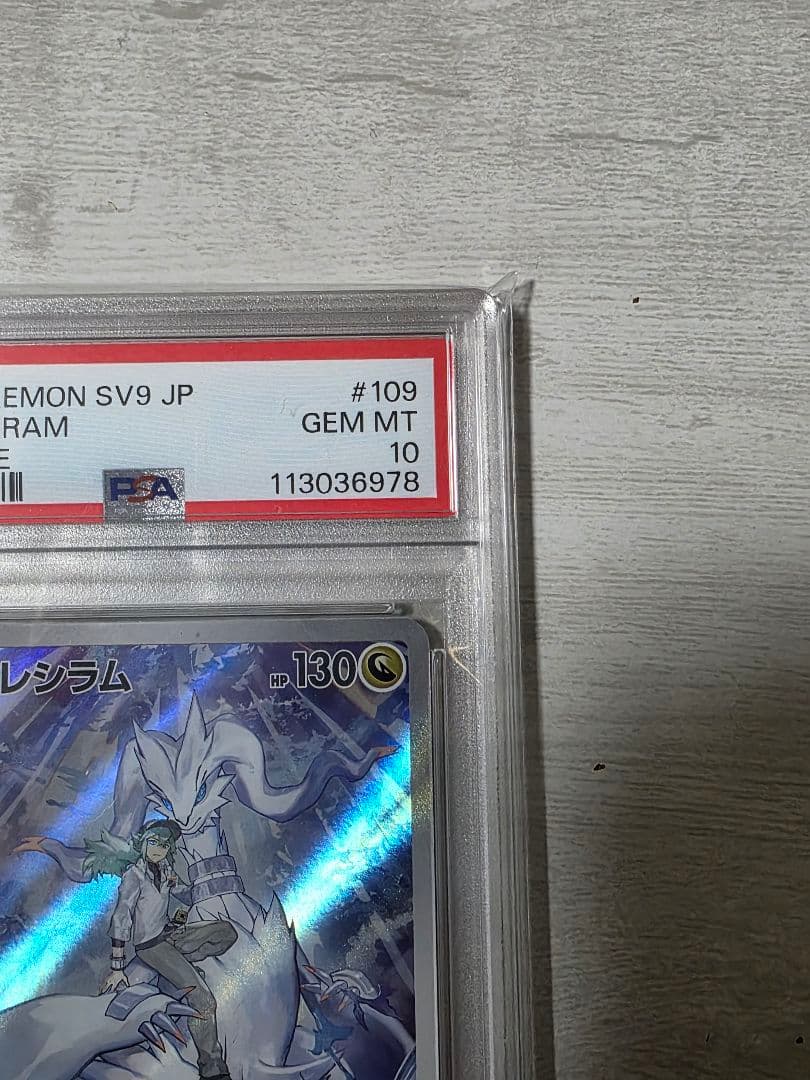 EMON SV9 JP #109
RAM GEM MT
E 10
PSA 113036978
レシラム HP 130